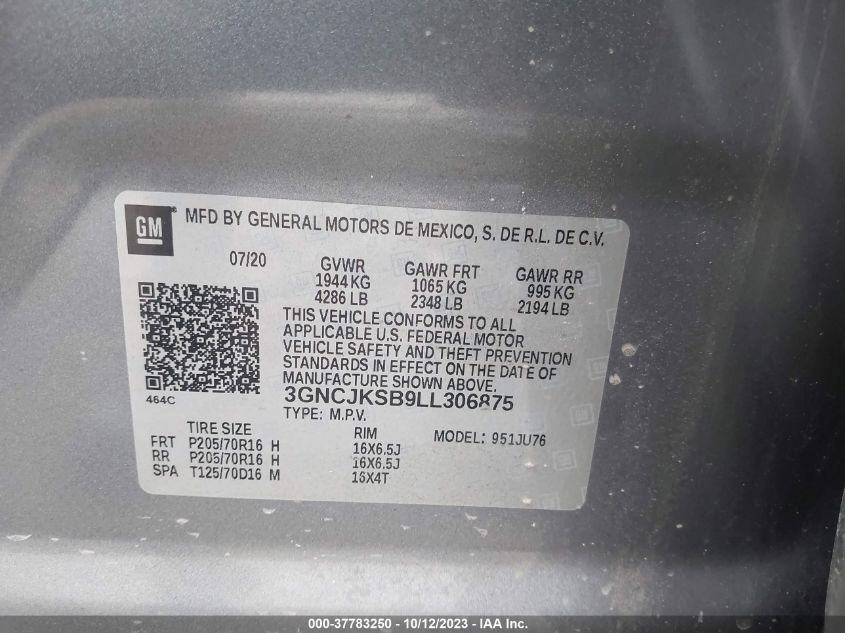 GM ® MFD BY GENERAL MOTORS DE MEXICO, S. DE R.L. DE C.V.
07/20 GVWR GAWR FRT GAWR RR
1944 KG 1065 KG 995 KG
4286 LB 2348 LB 2194 LB
THIS VEHICLE CONFORMS TO ALL
APPLICABLE U.S. FEDERAL MOTOR
VEHICLE SAFETY AND THEFT PREVENTION
STANDARDS IN EFFECT ON THE DATE OF
MANUFACTURE SHOWN ABOVE.
464C 3GNCJKSB9LL306875
TYPE: M.P.V.
TIRE SIZE RIM MODEL: 951JU76
FRT P205/70R16 H 16X6.5J
RR P205/70R16 H 16X6.5J
SPA T125/70D16 M 16X4T
000-37783250 - 10/12/2023 - IAA Inc.